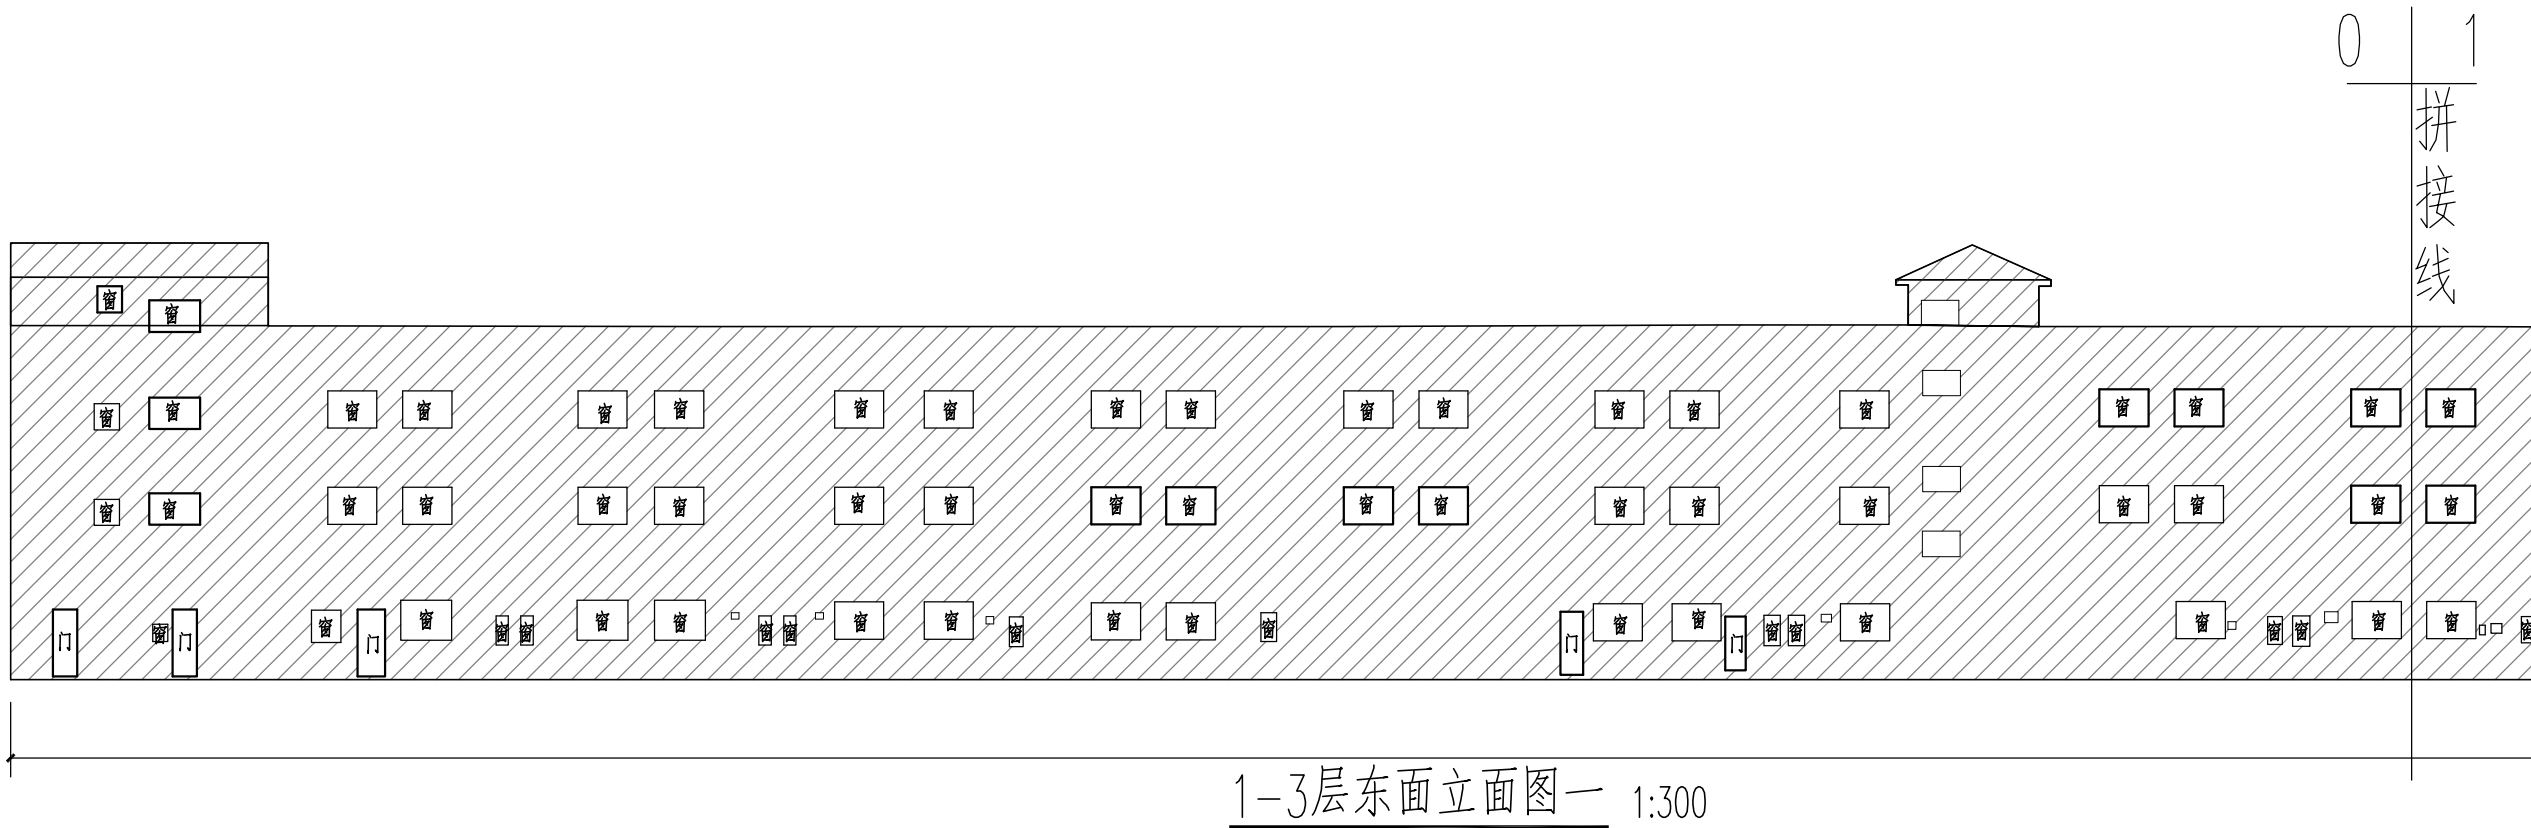 0 1
拼接线
窗 窗
窗 窗 窗 窗 窗 窗 窗 窗 窗 窗 窗 窗 窗 窗 窗 窗 窗 窗 窗
窗 窗 窗 窗 窗 窗 窗 窗 窗 窗 窗 窗 窗 窗 窗 窗 窗 窗 窗
门 窗 门 窗 门 窗 窗 窗 窗 窗 窗 窗 窗 窗 窗 窗 窗 窗 门 窗 窗 门 窗 窗 窗 窗 窗 窗 窗 窗 窗
1-3层东面立面图一 1:300